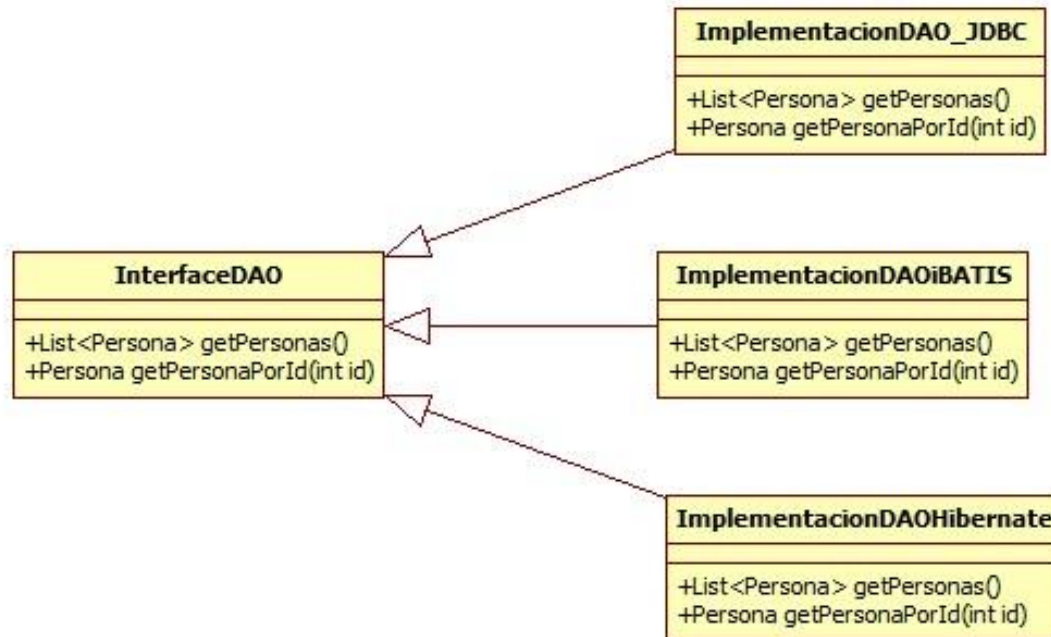 ImplementacionDAO_JDBC
+List<Persona> getPersonas()
+Persona getPersonaPorId(int id)
InterfaceDAO
+List<Persona> getPersonas()
+Persona getPersonaPorId(int id)
ImplementacionDAOiBATIS
+List<Persona> getPersonas()
+Persona getPersonaPorId(int id)
ImplementacionDAOHibernate
+List<Persona> getPersonas()
+Persona getPersonaPorId(int id)